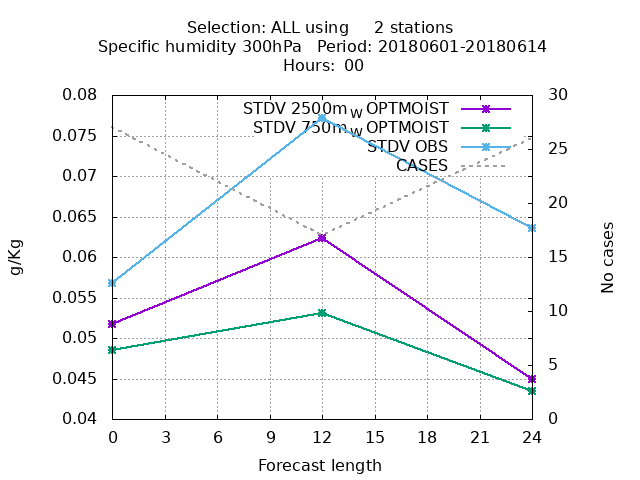 Selection: ALL using 2 stations
Specific humidity 300hPa Period: 20180601-20180614
Hours: 00
STDV 2500m_W OPTMOIST
STDV 750m_W OPTMOIST
STDV OBS
CASES
0.08
0.075
0.07
0.065
0.06
0.055
0.05
0.045
0.04
g/Kg
30
25
20
15
10
5
0
No cases
0 3 6 9 12 15 18 21 24
Forecast length